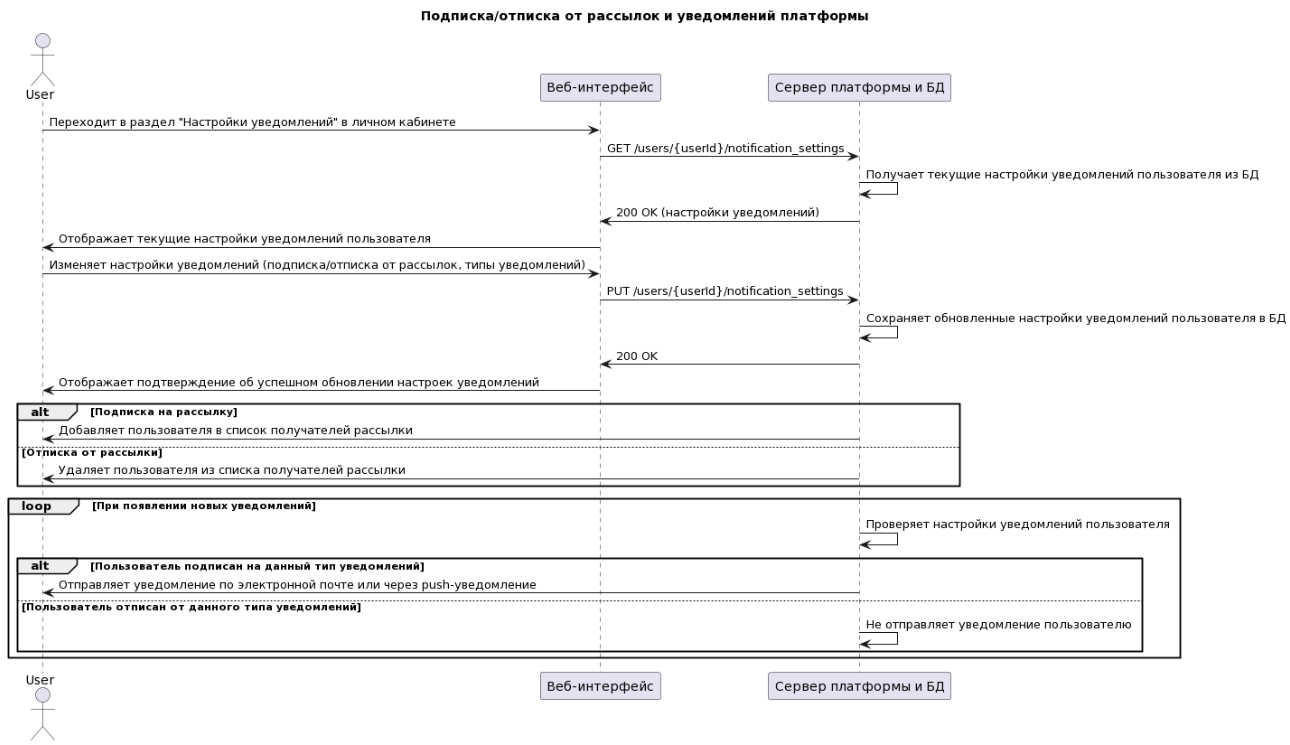 Подписка/отписка от рассылок и уведомлений платформы
User
Веб-интерфейс
Сервер платформы и БД
Переходит в раздел "Настройки уведомлений" в личном кабинете
GET /users/{userId}/notification_settings
Получает текущие настройки уведомлений пользователя из БД
200 OK (настройки уведомлений)
Отображает текущие настройки уведомлений пользователя
Изменяет настройки уведомлений (подписка/отписка от рассылок, типы уведомлений)
PUT /users/{userId}/notification_settings
Сохраняет обновленные настройки уведомлений пользователя в БД
200 OK
Отображает подтверждение об успешном обновлении настроек уведомлений
alt [Подписка на рассылку]
Добавляет пользователя в список получателей рассылки
[Отписка от рассылки]
Удаляет пользователя из списка получателей рассылки
loop [При появлении новых уведомлений]
Проверяет настройки уведомлений пользователя
alt [Пользователь подписан на данный тип уведомлений]
Отправляет уведомление по электронной почте или через push-уведомление
[Пользователь отписан от данного типа уведомлений]
Не отправляет уведомление пользователю
User
Веб-интерфейс
Сервер платформы и БД